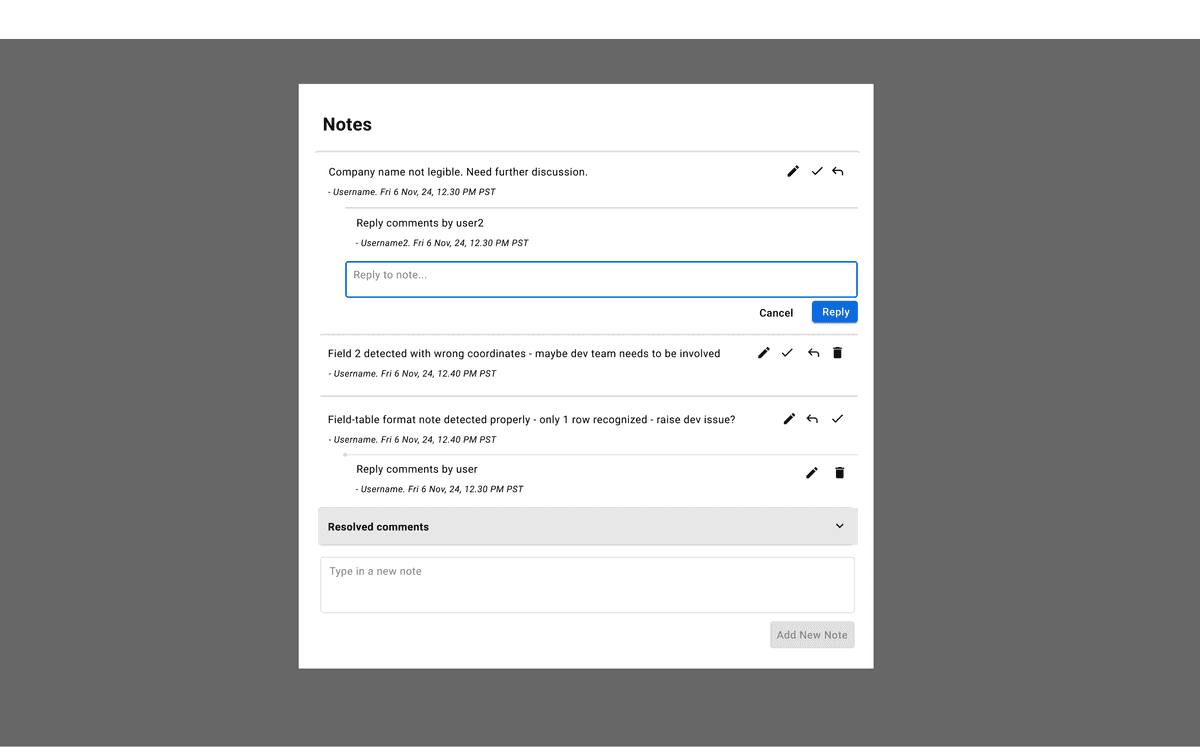 Notes
Company name not legible. Need further discussion.
- Username. Fri 6 Nov, 24, 12.30 PM PST
Reply comments by user2
- Username2. Fri 6 Nov, 24, 12.30 PM PST
Reply to note...
Cancel
Reply
Field 2 detected with wrong coordinates - maybe dev team needs to be involved
- Username. Fri 6 Nov, 24, 12.40 PM PST
Field-table format note detected properly - only 1 row recognized - raise dev issue?
- Username. Fri 6 Nov, 24, 12.40 PM PST
Reply comments by user
- Username. Fri 6 Nov, 24, 12.30 PM PST
Resolved comments
Type in a new note
Add New Note